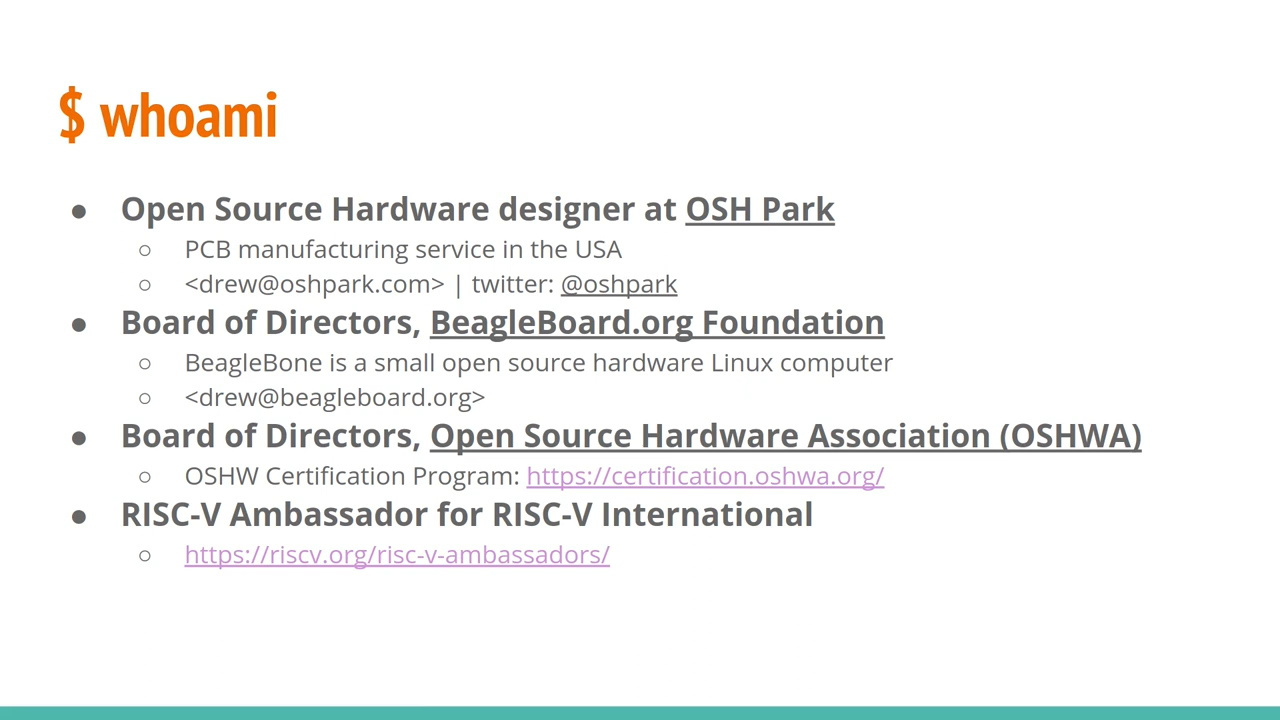 $ whoami
● Open Source Hardware designer at OSH Park
○ PCB manufacturing service in the USA
○ <drew@oshpark.com> | twitter: @oshpark
● Board of Directors, BeagleBoard.org Foundation
○ BeagleBone is a small open source hardware Linux computer
○ <drew@beagleboard.org>
● Board of Directors, Open Source Hardware Association (OSHWA)
○ OSHW Certification Program: https://certification.oshwa.org/
● RISC-V Ambassador for RISC-V International
○ https://riscv.org/risc-v-ambassadors/